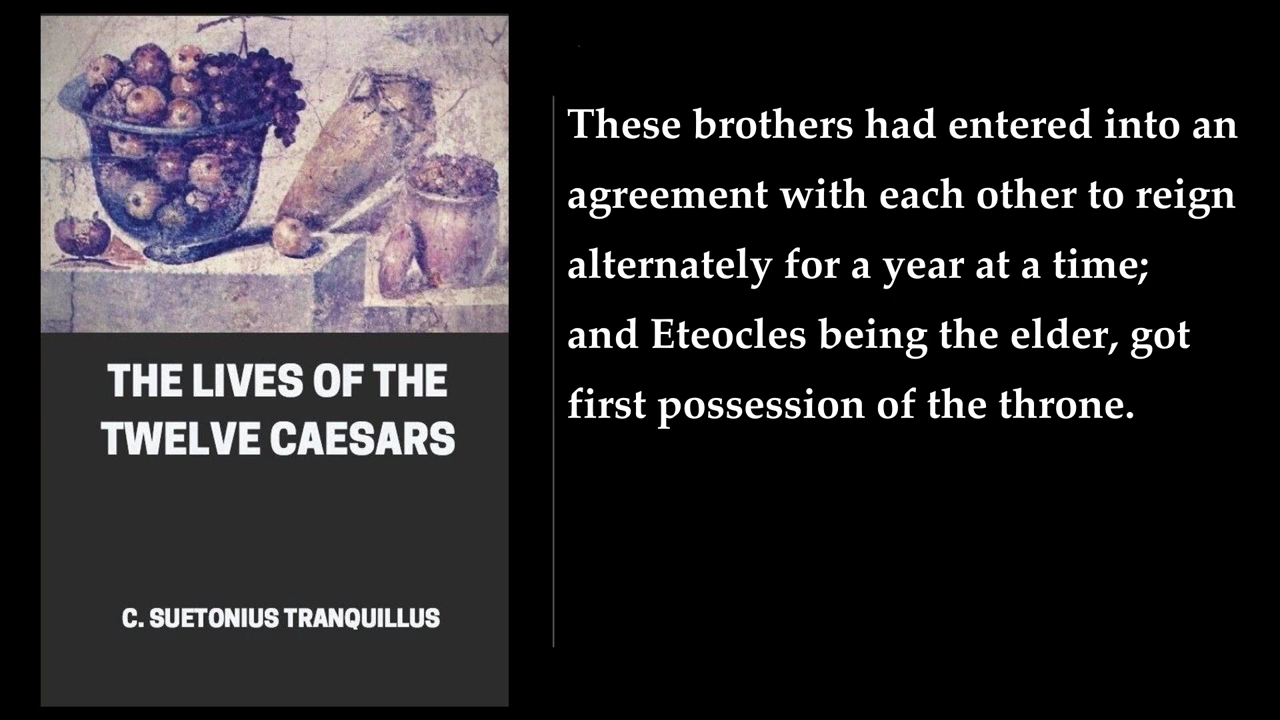 THE LIVES OF THE
TWELVE CAESARS
C. SUETONIUS TRANQUILLUS
These brothers had entered into an
agreement with each other to reign
alternately for a year at a time;
and Eteocles being the elder, got
first possession of the throne.